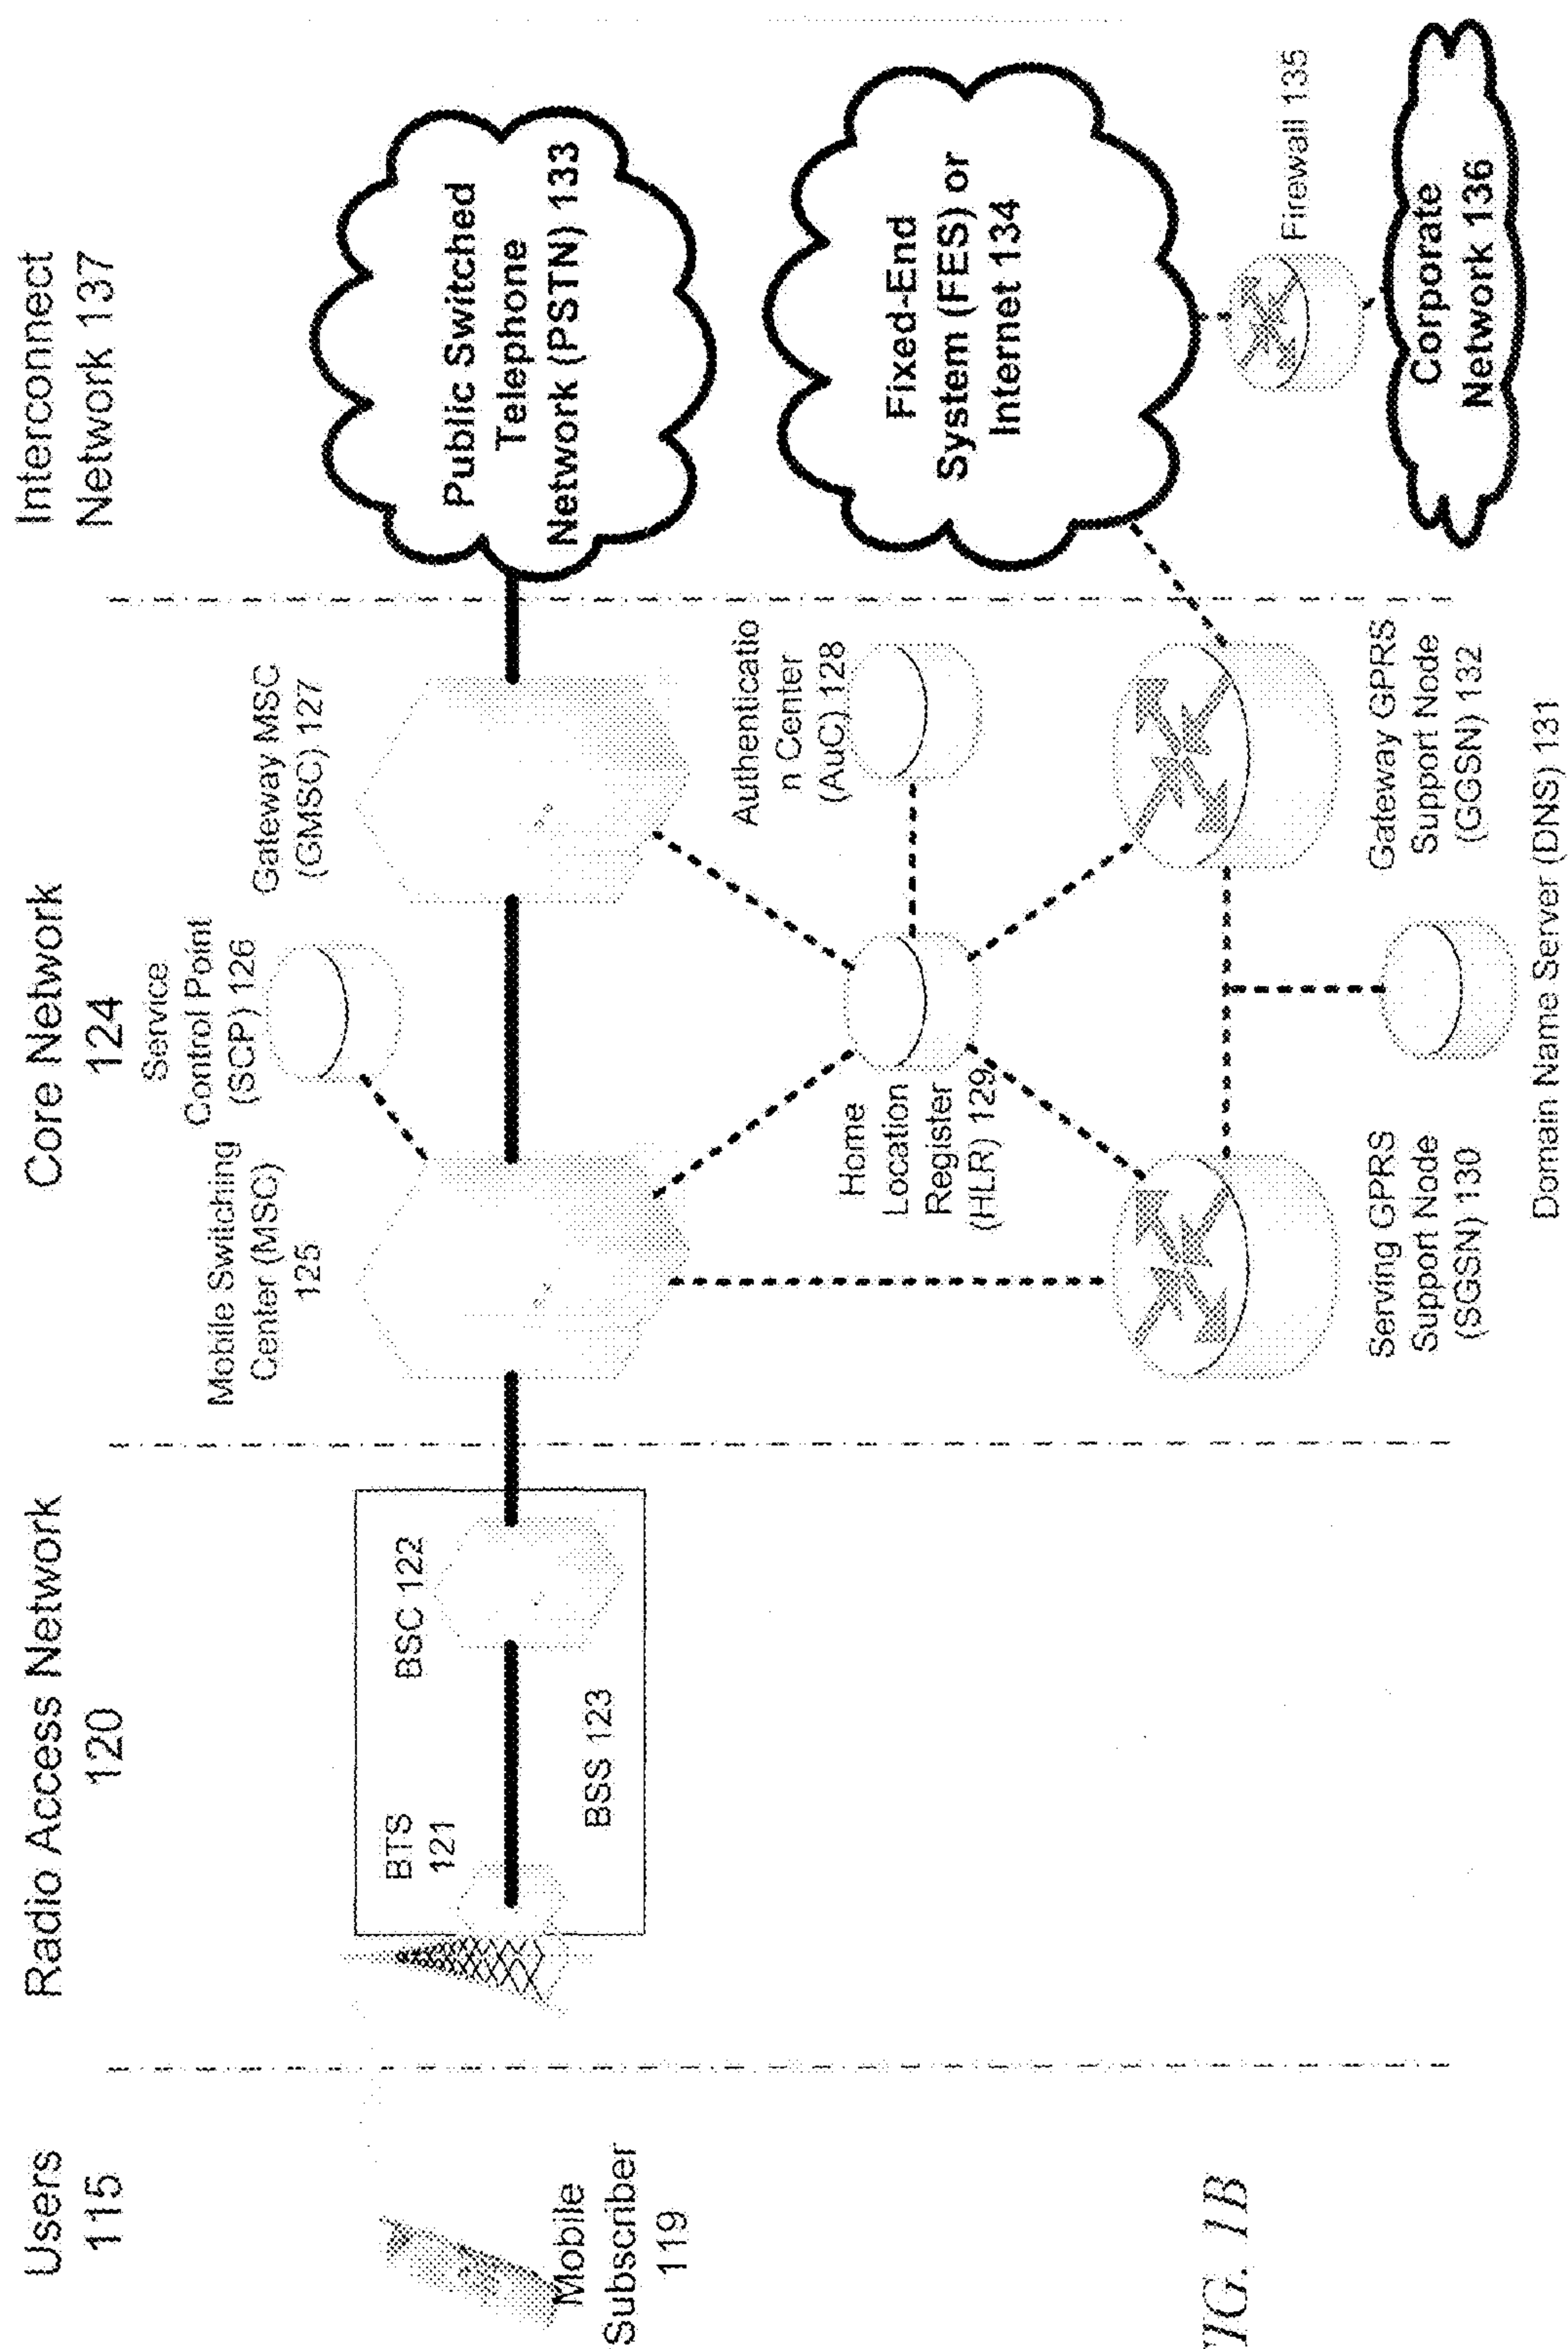 Users
115
Radio Access Network
120
Core Network
124
Interconnect
Network 137
Mobile
Subscriber
119
BTS
121
BSC 122
BSS 123
Mobile Switching
Center (MSC)
125
Service
Control Point
(SCP) 126
Gateway MSC
(GMSC) 127
Authenticatio
n Center
(AuC) 128
Home
Location
Register
(HLR) 129
Serving GPRS
Support Node
(SGSN) 130
Domain Name Server (DNS) 131
Gateway GPRS
Support Node
(GGSN) 132
Public Switched
Telephone
Network (PSTN) 133
Fixed-End
System (FES) or
Internet 134
Firewall 135
Corporate
Network 136
FIG. 1B